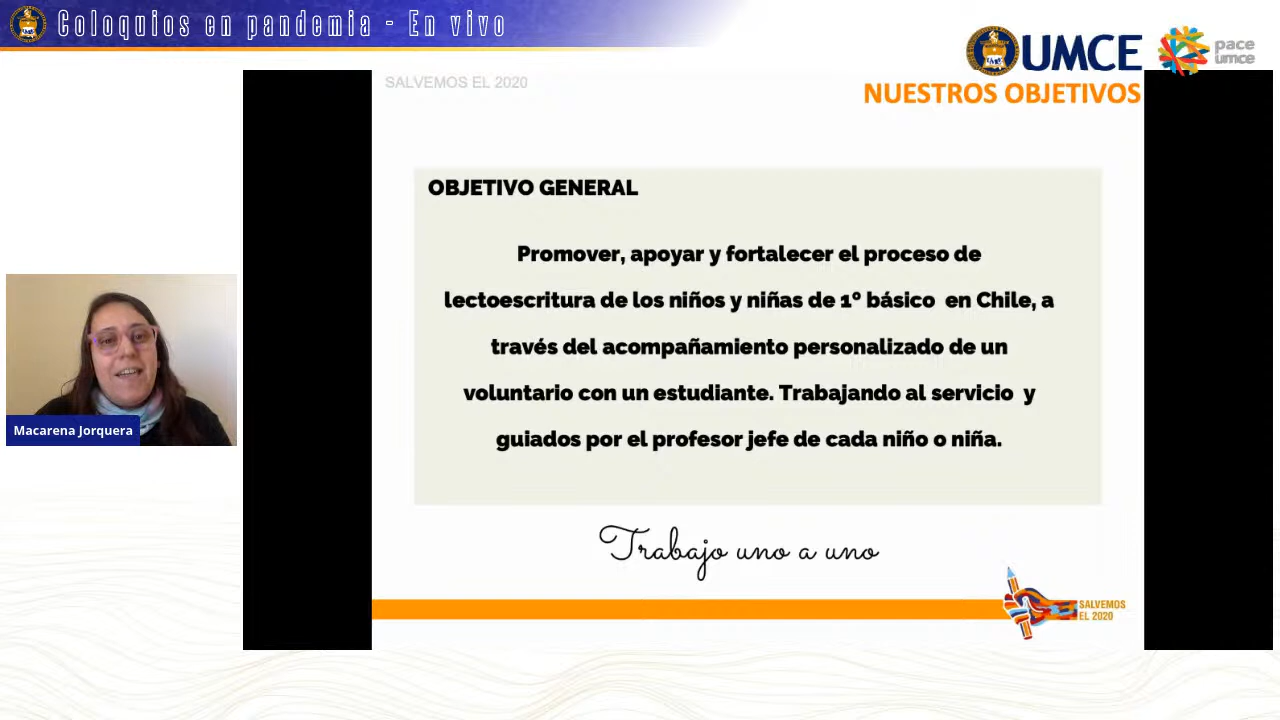 Coloquios en pandemia - En vivo
UMCE
pace
umce
SALVEMOS EL 2020
NUESTROS OBJETIVOS
OBJETIVO GENERAL
Promover, apoyar y fortalecer el proceso de
lectoescritura de los niños y niñas de 1º básico en Chile, a
través del acompañamiento personalizado de un
voluntario con un estudiante. Trabajando al servicio y
guiados por el profesor jefe de cada niño o niña.
Macarena Jorquera
Trabajo uno a uno
SALVEMOS
EL 2020